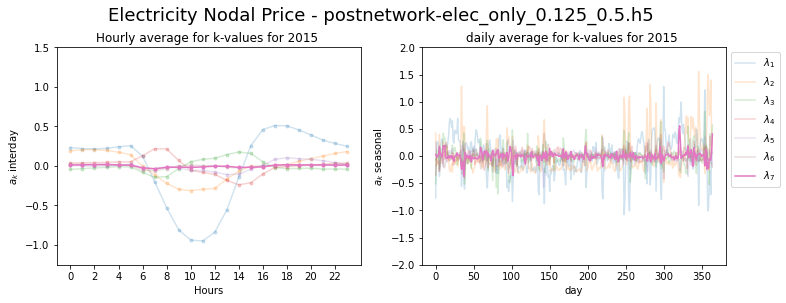 Electricity Nodal Price - postnetwork-elec_only_0.125_0.5.h5
Hourly average for k-values for 2015
daily average for k-values for 2015
1.5
1.0
0.5
0.0
−0.5
−1.0
aₖ interday
0 2 4 6 8 10 12 14 16 18 20 22
Hours
2.0
1.5
1.0
0.5
0.0
−0.5
−1.0
−1.5
−2.0
aₖ seasonal
0 50 100 150 200 250 300 350
day
λ₁
λ₂
λ₃
λ₄
λ₅
λ₆
λ₇